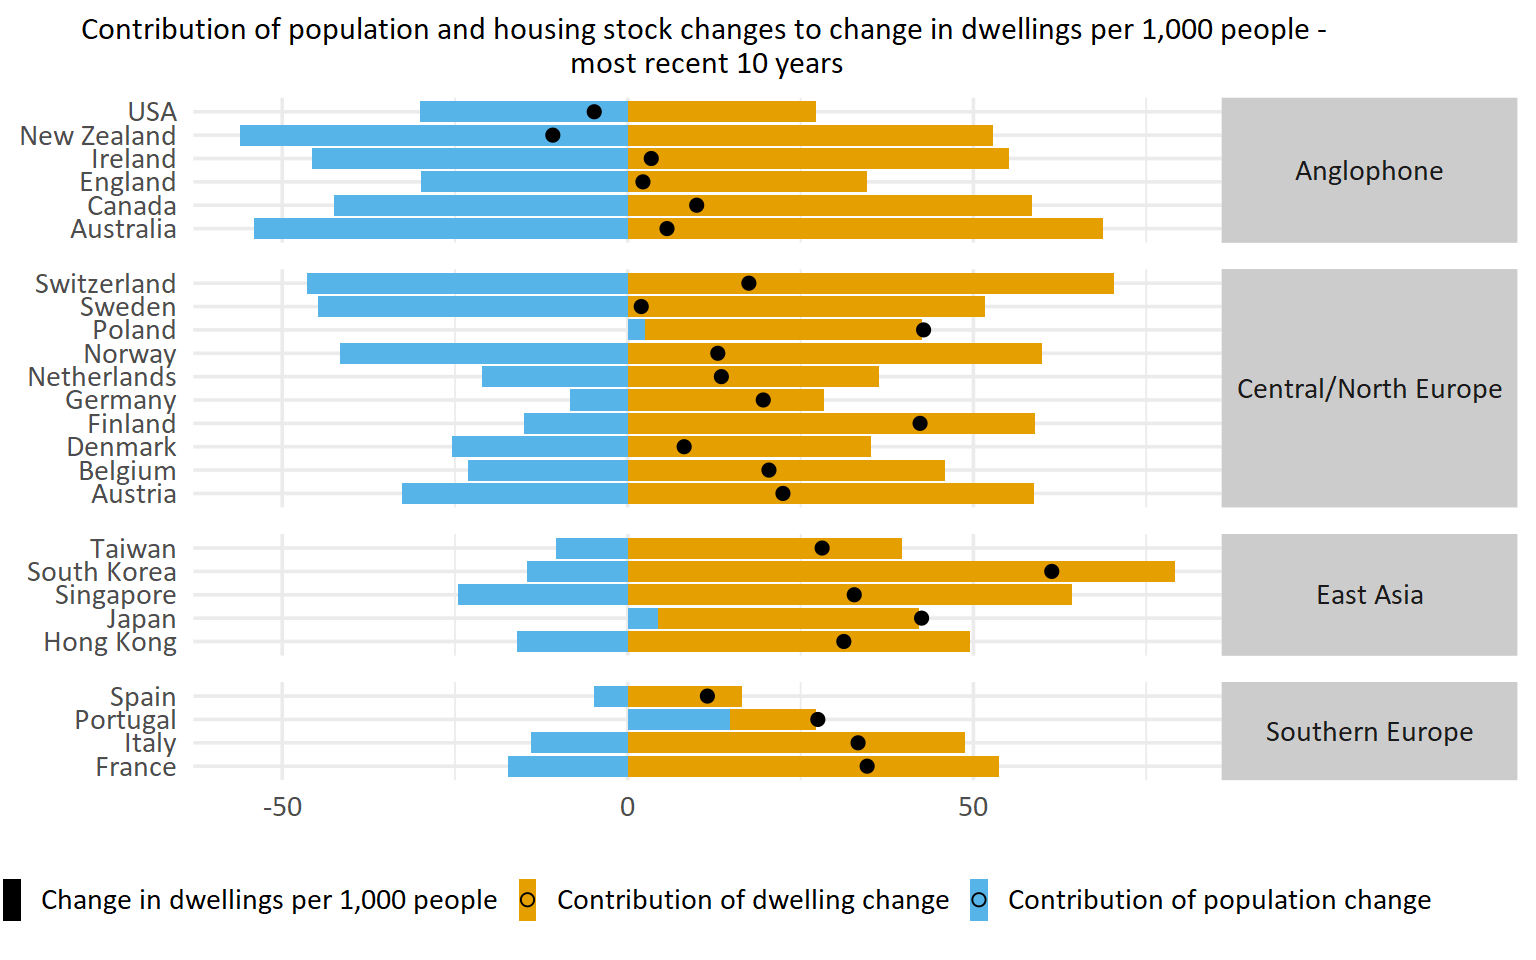 Contribution of population and housing stock changes to change in dwellings per 1,000 people -
most recent 10 years
USA
New Zealand
Ireland
England
Canada
Australia
Anglophone
Switzerland
Sweden
Poland
Norway
Netherlands
Germany
Finland
Denmark
Belgium
Austria
Central/North Europe
Taiwan
South Korea
Singapore
Japan
Hong Kong
East Asia
Spain
Portugal
Italy
France
Southern Europe
-50 0 50
Change in dwellings per 1,000 people Contribution of dwelling change Contribution of population change